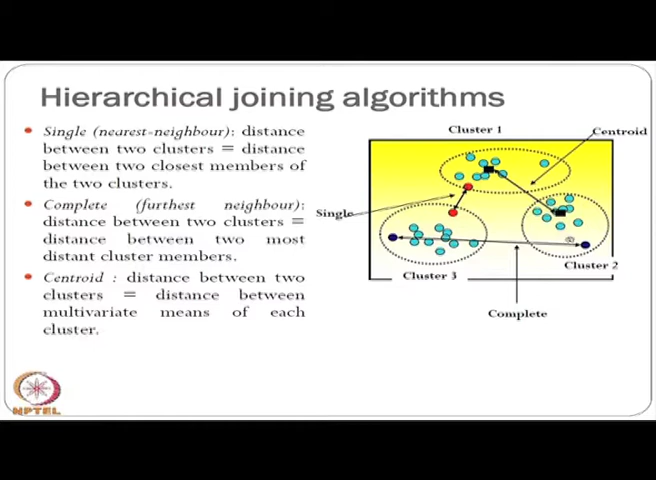 Hierarchical joining algorithms
Single (nearest-neighbour): distance
between two clusters = distance
between two closest members of
the two clusters.
Complete (furthest neighbour):
distance between two clusters =
distance between two most
distant cluster members.
Centroid : distance between two
clusters = distance between
multivariate means of each
cluster.
Cluster 1
Centroid
Single
Cluster 2
Cluster 3
Complete
NPTEL